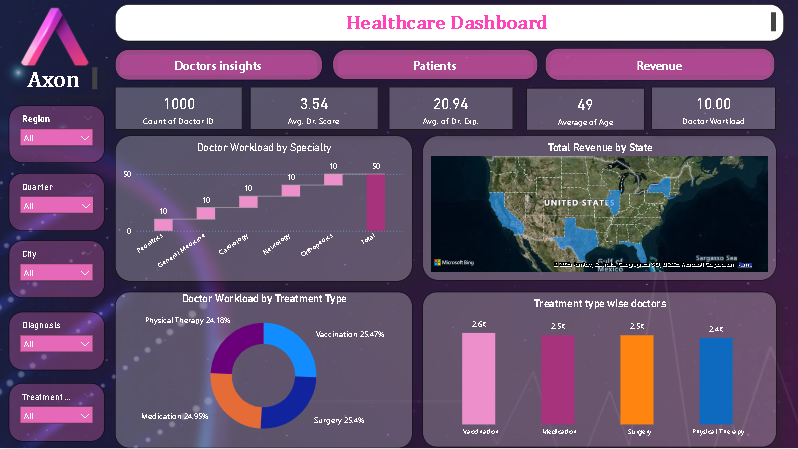 Healthcare Dashboard
Axon
Doctors insights
Patients
Revenue
1000
Count of Doctor ID
3.54
Avg. Dr. Score
20.94
Avg. of Dr. Exp.
49
Average of Age
10.00
Doctor Workload
Region
All
Quarter
All
City
All
Diagnosis
All
Treatment ...
All
Doctor Workload by Specialty
50
0
10
10
10
10
10
50
Pediatrics
General Medicine
Cardiology
Neurology
Orthopedics
Total
Total Revenue by State
UNITED STATES
Gulf of
Mexico
Sargasso Sea
Microsoft Bing
Doctor Workload by Treatment Type
Physical Therapy 24.18%
Vaccination 25.47%
Medication 24.95%
Surgery 25.4%
Treatment type wise doctors
2.6K
2.5K
2.5K
2.4K
Vaccination
Medication
Surgery
Physical Therapy